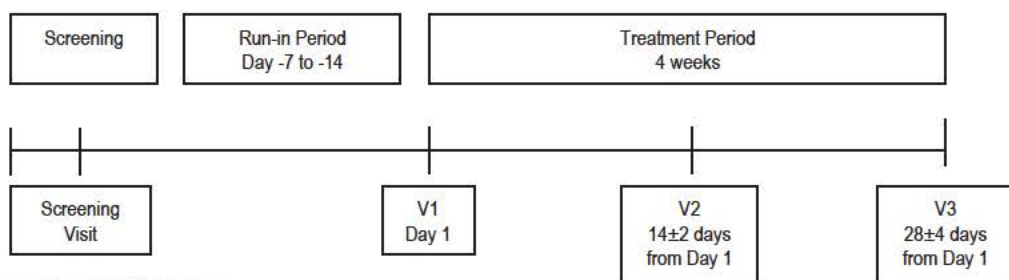 Screening
Run-in Period
Day -7 to -14
Treatment Period
4 weeks
Screening
Visit
V1
Day 1
V2
14±2 days
from Day 1
V3
28±4 days
from Day 1